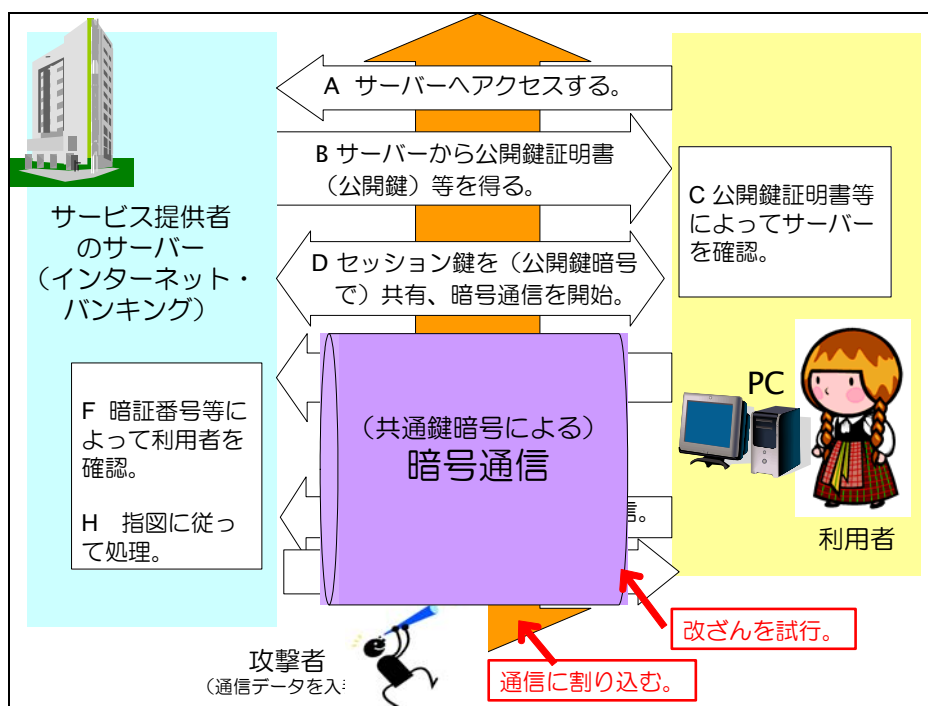 A サーバーへアクセスする。
B サーバーから公開鍵証明書
（公開鍵）等を得る。
C 公開鍵証明書等
によってサーバー
を確認。
サービス提供者
のサーバー
（インターネット・
バンキング）
D セッション鍵を（公開鍵暗号
で）共有、暗号通信を開始。
PC
F 暗証番号等に
よって利用者を
確認。
（共通鍵暗号による）
暗号通信
H 指図に従っ
て処理。
信。
利用者
改ざんを試行。
攻撃者
（通信データを入
通信に割り込む。